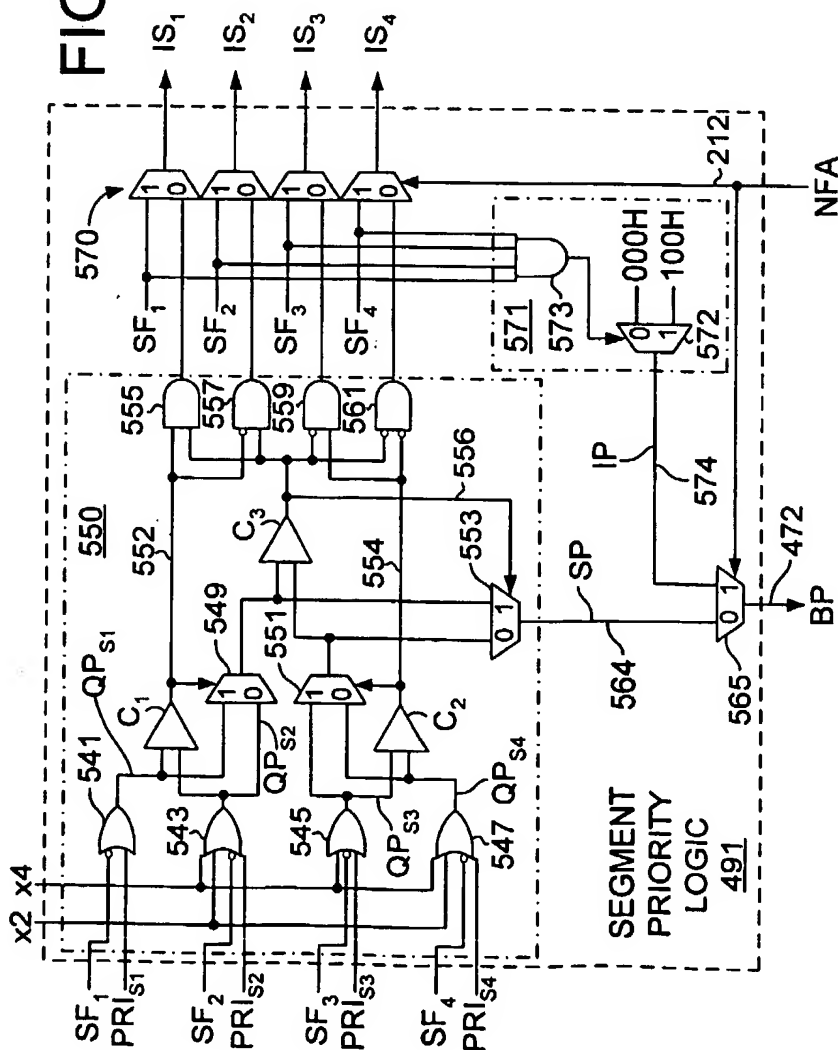 FIG
x2
x4
SF1
PRIS1
SF2
PRIS2
SF3
PRIS3
SF4
PRIS4
541
543
545
547
QPS1
QPS2
QPS3
QPS4
C1
C2
C3
549
551
550
552
554
553
556
555
557
559
561
SP
564
SF1
SF2
SF3
SF4
570
1
0
1
0
1
0
1
0
IS1
IS2
IS3
IS4
1
0
1
0
0 1
571
573
000H
100H
0
1
572
IP
574
0 1
565
472
BP
212
NFA
SEGMENT
PRIORITY
LOGIC
491